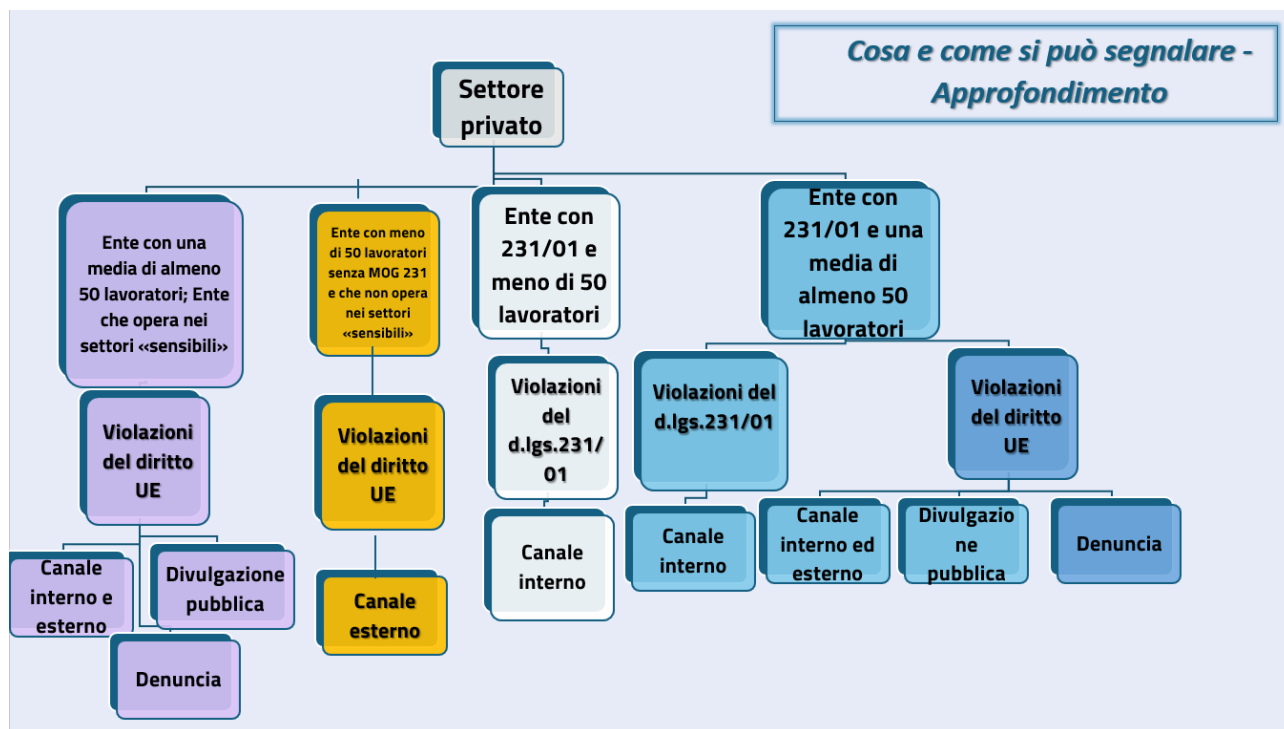 Cosa e come si può segnalare -
Approfondimento
Settore
privato
Ente con una
media di almeno
50 lavoratori; Ente
che opera nei
settori «sensibili»
Ente con meno
di 50 lavoratori
senza MOG 231
e che non opera
nei settori
«sensibili»
Ente con
231/01 e
meno di 50
lavoratori
Ente con
231/01 e una
media di
almeno 50
lavoratori
Violazioni
del diritto
UE
Violazioni
del diritto
UE
Violazioni
del
d.lgs.231/
01
Violazioni del
d.lgs.231/01
Violazioni
del diritto
UE
Canale
interno e
esterno
Divulgazione
pubblica
Denuncia
Canale
esterno
Canale
interno
Canale
interno
Canale
interno ed
esterno
Divulgazio
ne
pubblica
Denuncia